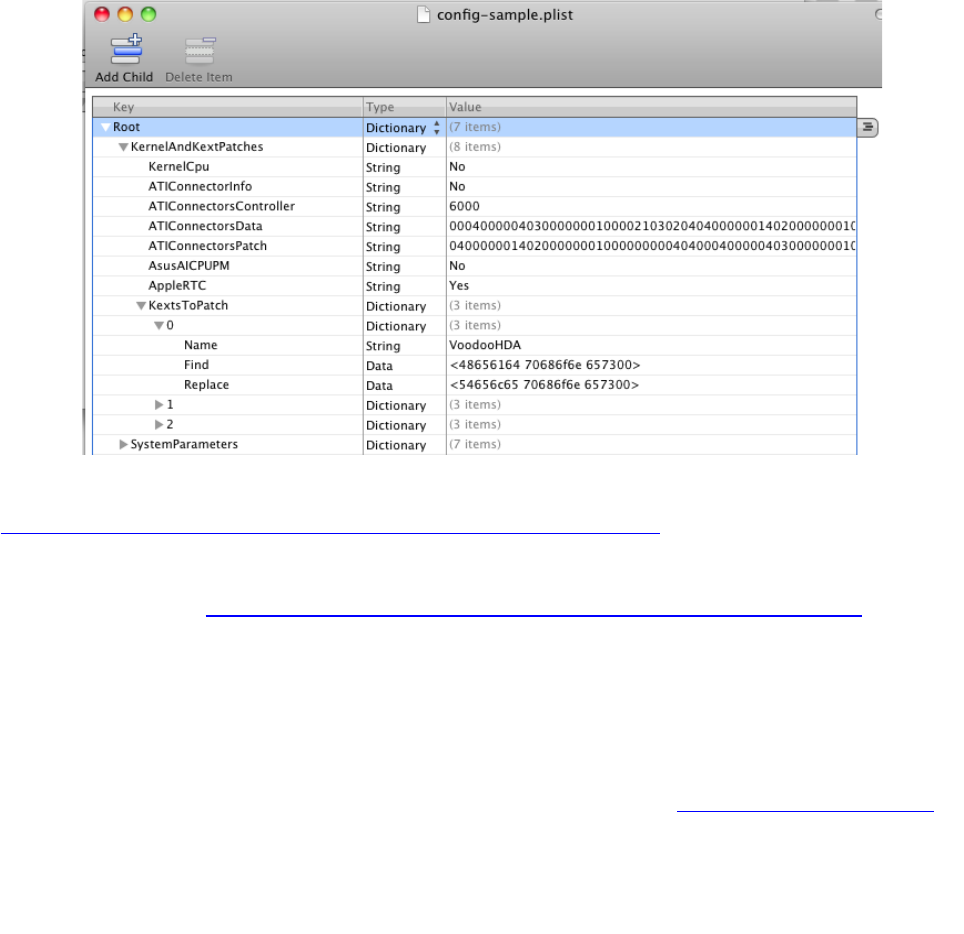 config-sample.plist
Add Child Delete Item
Key Type Value
Root Dictionary (7 items)
KernelAndKextPatches Dictionary (8 items)
KernelCpu String No
ATIConnectorInfo String No
ATIConnectorsController String 6000
ATIConnectorsData String 00040000040300000001000021030204040000001402000000010
ATIConnectorsPatch String 04000000140200000001000000000404000400000403000000010
AsusAICPUPM String No
AppleRTC String Yes
KextsToPatch Dictionary (3 items)
0 Dictionary (3 items)
Name String VoodooHDA
Find Data <48656164 70686f6e 657300>
Replace Data <54656c65 70686f6e 657300>
1 Dictionary (3 items)
2 Dictionary (3 items)
SystemParameters Dictionary (7 items)